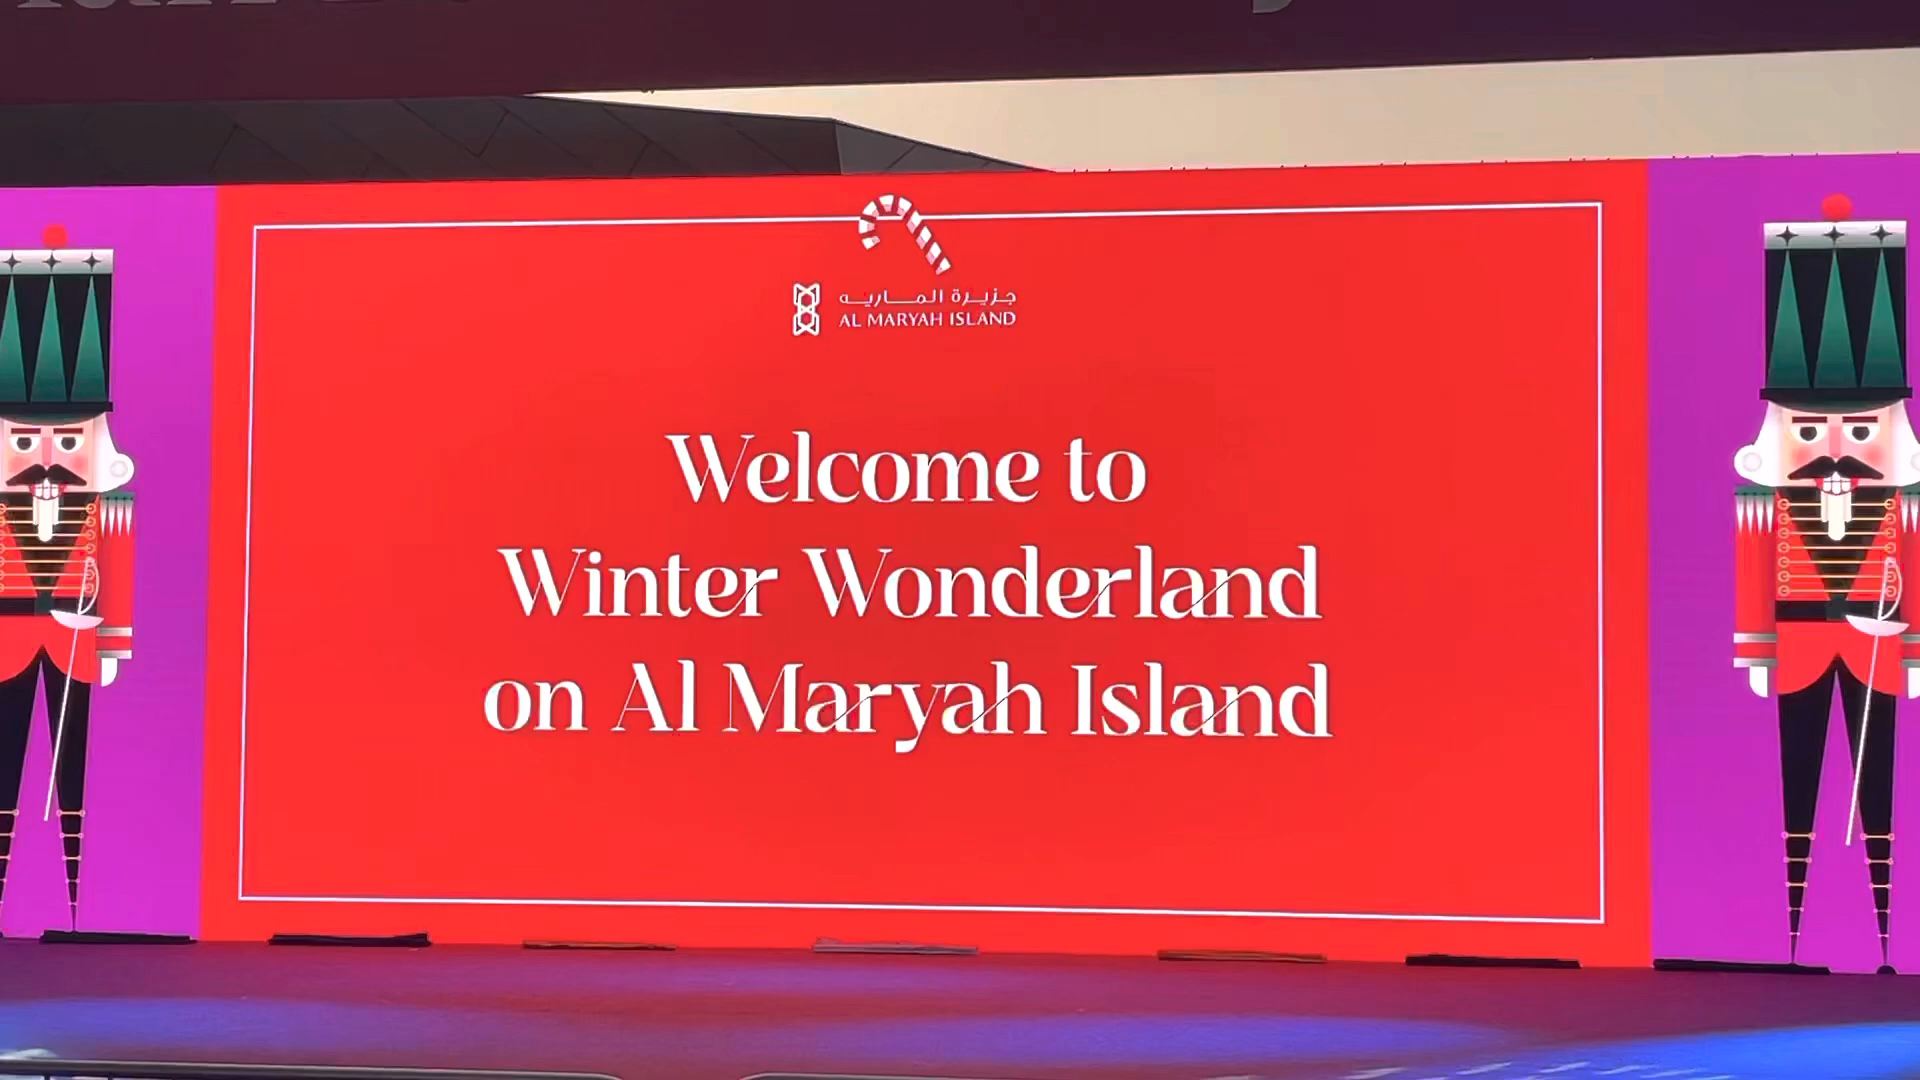 جزيرة الماريه
AL MARYAH ISLAND
Welcome to
Winter Wonderland
on Al Maryah Island